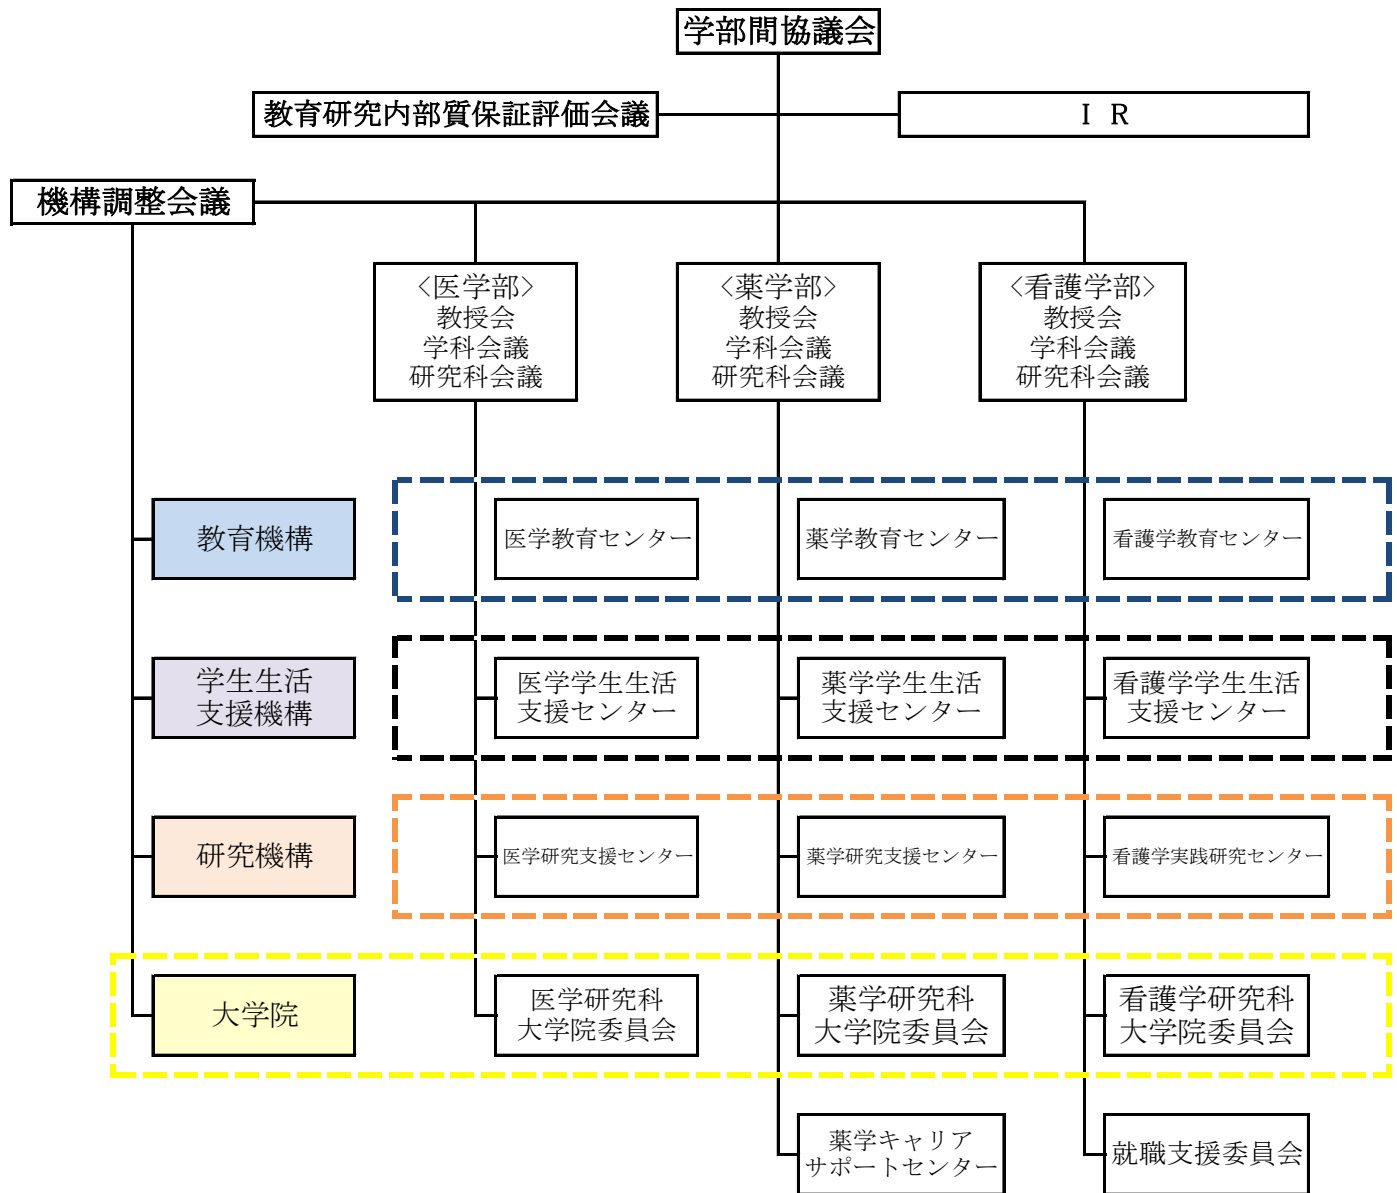 学部間協議会
教育研究内部質保証評価会議
ＩＲ
機構調整会議
<医学部>
教授会
学科会議
研究科会議
<薬学部>
教授会
学科会議
研究科会議
<看護学部>
教授会
学科会議
研究科会議
教育機構
医学教育センター
薬学教育センター
看護学教育センター
学生生活
支援機構
医学学生生活
支援センター
薬学学生生活
支援センター
看護学学生生活
支援センター
研究機構
医学研究支援センター
薬学研究支援センター
看護学実践研究センター
大学院
医学研究科
大学院委員会
薬学研究科
大学院委員会
看護学研究科
大学院委員会
薬学キャリア
サポートセンター
就職支援委員会